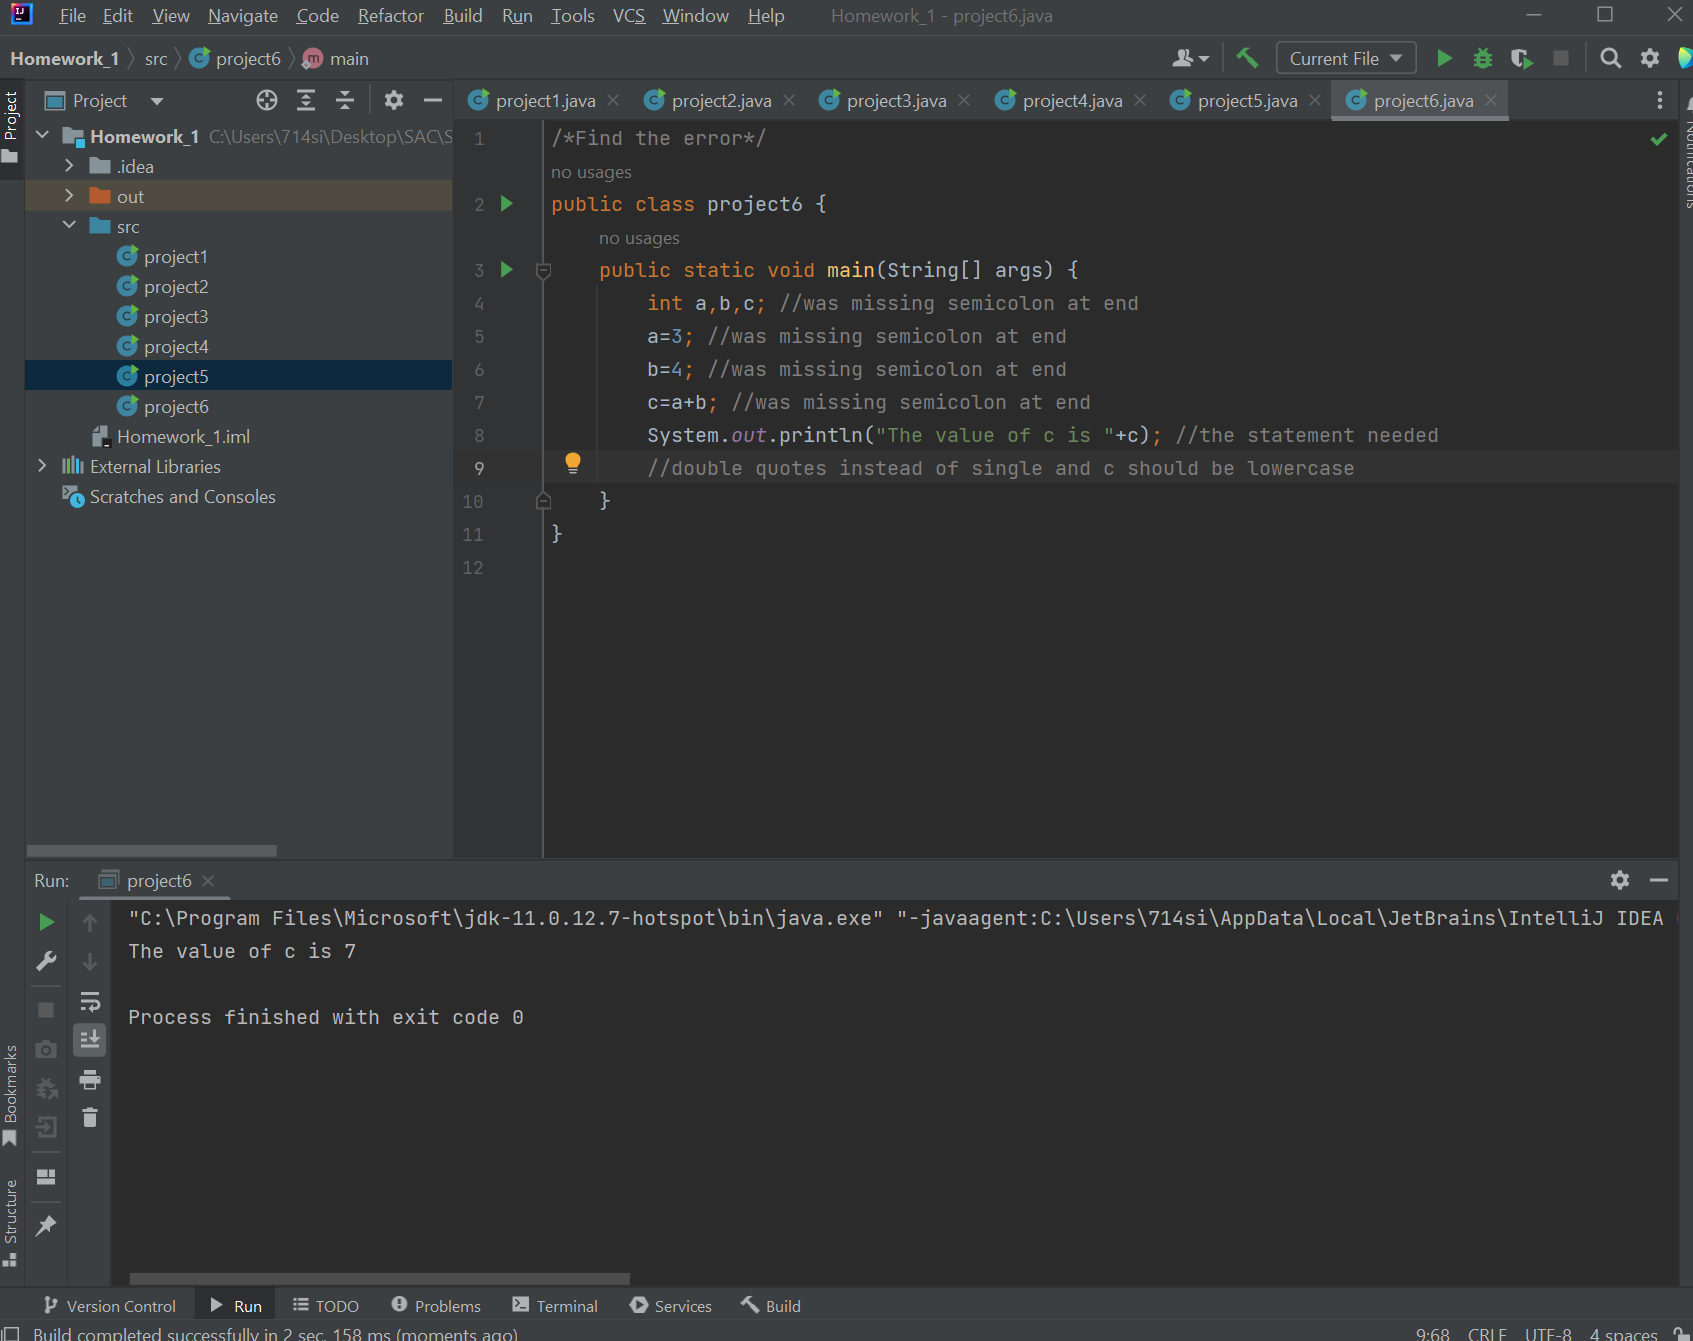 File Edit View Navigate Code Refactor Build Run Tools VCS Window Help Homework_1 - project6.java
Homework_1 src project6 main Current File
Project
Project
project1.java project2.java project3.java project4.java project5.java project6.java
Notifications
Homework_1 C:\Users\714si\Desktop\SAC\S
.idea
out
src
project1
project2
project3
project4
project5
project6
Homework_1.iml
External Libraries
Scratches and Consoles
1 /*Find the error*/
no usages
2 public class project6 {
no usages
3 public static void main(String[] args) {
4 int a,b,c; //was missing semicolon at end
5 a=3; //was missing semicolon at end
6 b=4; //was missing semicolon at end
7 c=a+b; //was missing semicolon at end
8 System.out.println("The value of c is "+c); //the statement needed
9 //double quotes instead of single and c should be lowercase
10 }
11 }
12
Run: project6
"C:\Program Files\Microsoft\jdk-11.0.12.7-hotspot\bin\java.exe" "-javaagent:C:\Users\714si\AppData\Local\JetBrains\IntelliJ IDEA
The value of c is 7
Process finished with exit code 0
Bookmarks
Structure
Version Control Run TODO Problems Terminal Services Build
Build completed successfully in 2 sec, 158 ms (moments ago) 9:68 CRLF UTF-8 4 spaces